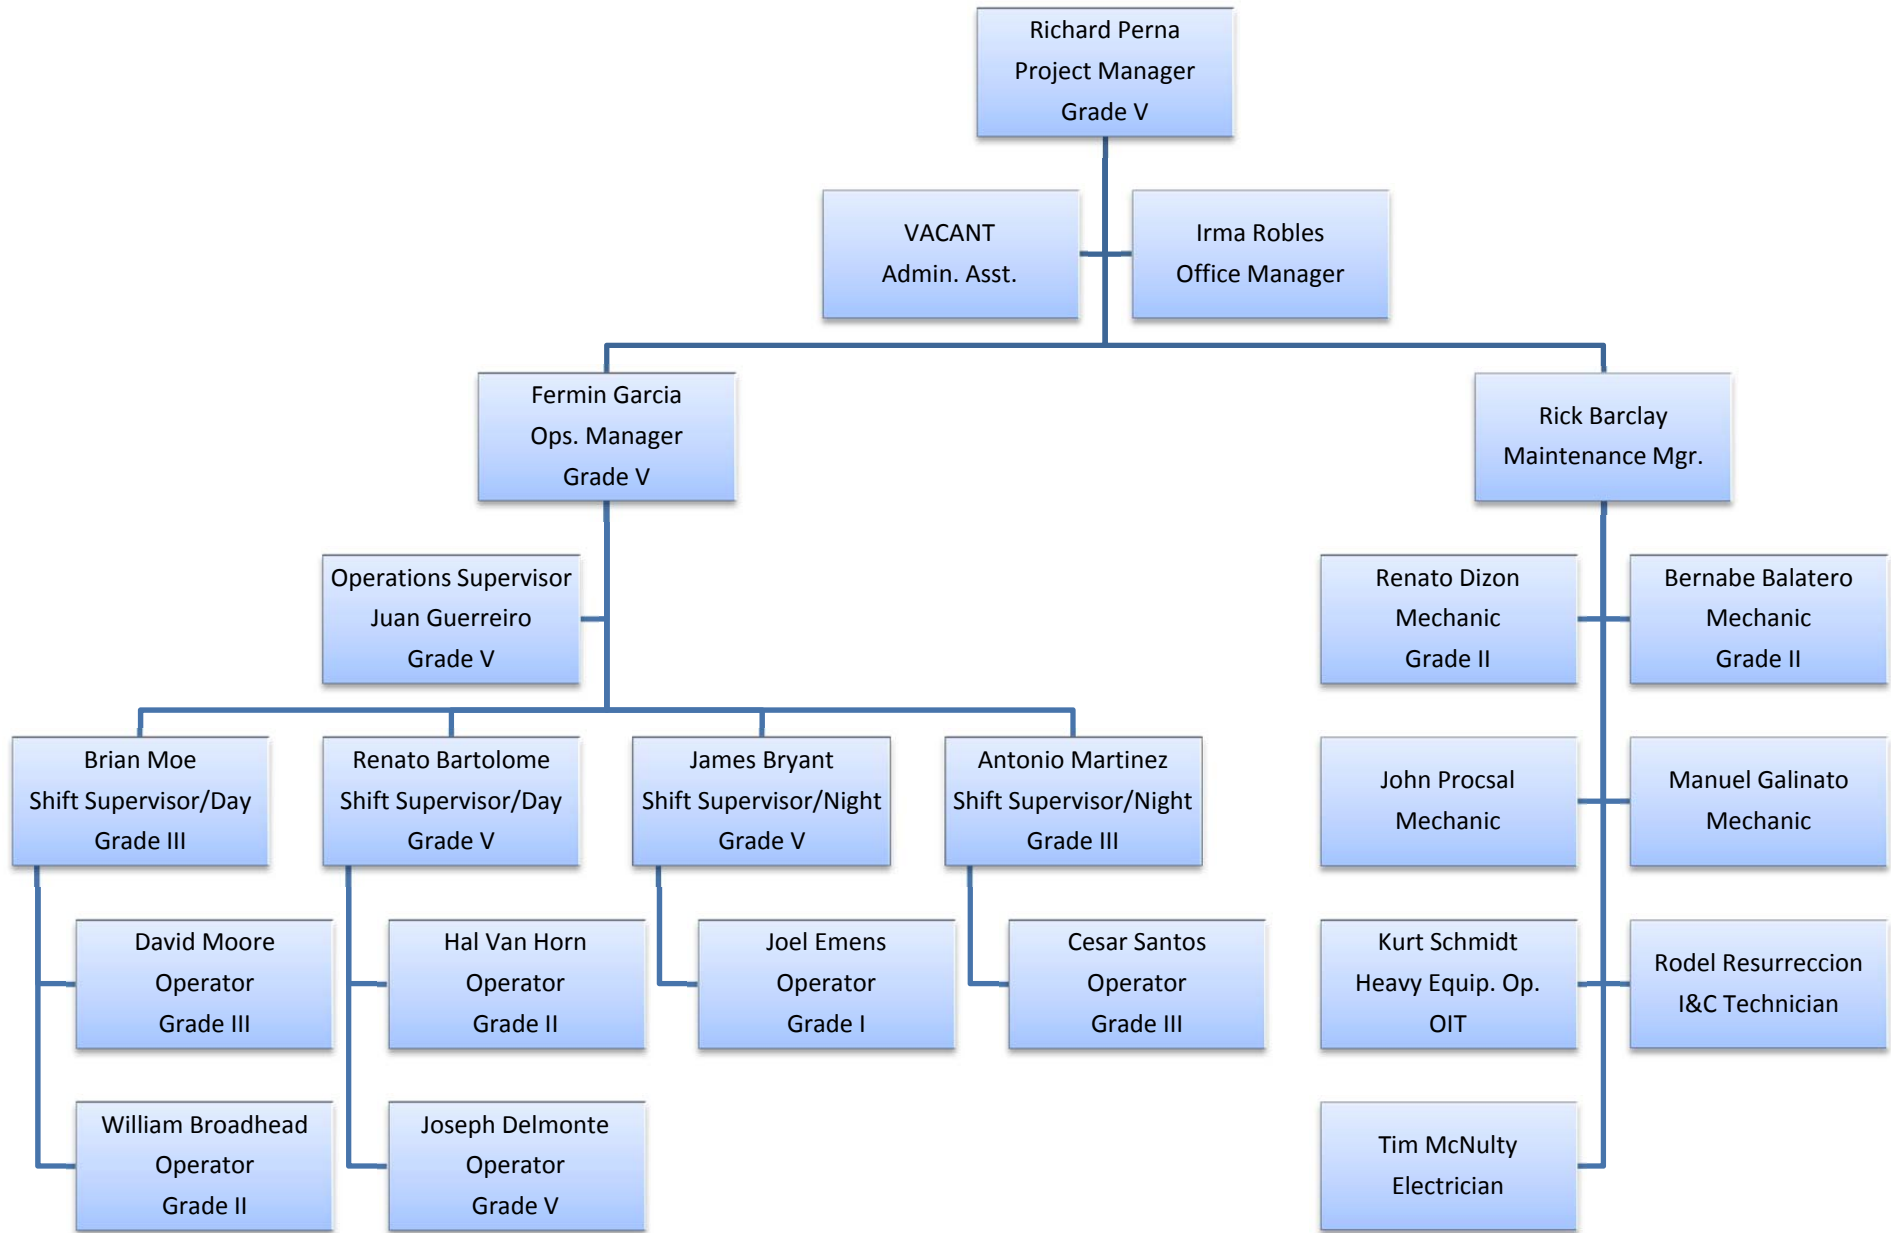 Richard Perna
Project Manager
Grade V
VACANT
Admin. Asst.
Irma Robles
Office Manager
Fermin Garcia
Ops. Manager
Grade V
Rick Barclay
Maintenance Mgr.
Operations Supervisor
Juan Guerreiro
Grade V
Renato Dizon
Mechanic
Grade II
Bernabe Balatero
Mechanic
Grade II
Brian Moe
Shift Supervisor/Day
Grade III
Renato Bartolome
Shift Supervisor/Day
Grade V
James Bryant
Shift Supervisor/Night
Grade V
Antonio Martinez
Shift Supervisor/Night
Grade III
John Procsal
Mechanic
Manuel Galinato
Mechanic
David Moore
Operator
Grade III
Hal Van Horn
Operator
Grade II
Joel Emens
Operator
Grade I
Cesar Santos
Operator
Grade III
Kurt Schmidt
Heavy Equip. Op.
OIT
Rodel Resurreccion
I&C Technician
William Broadhead
Operator
Grade II
Joseph Delmonte
Operator
Grade V
Tim McNulty
Electrician